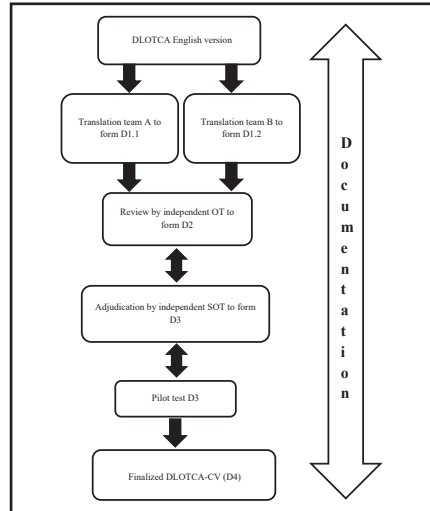 DLOTCA English version
Translation team A to
form D1.1
Translation team B to
form D1.2
Review by independent OT to
form D2
Adjudication by independent SOT to form
D3
Pilot test D3
Finalized DLOTCA-CV (D4)
Documentation